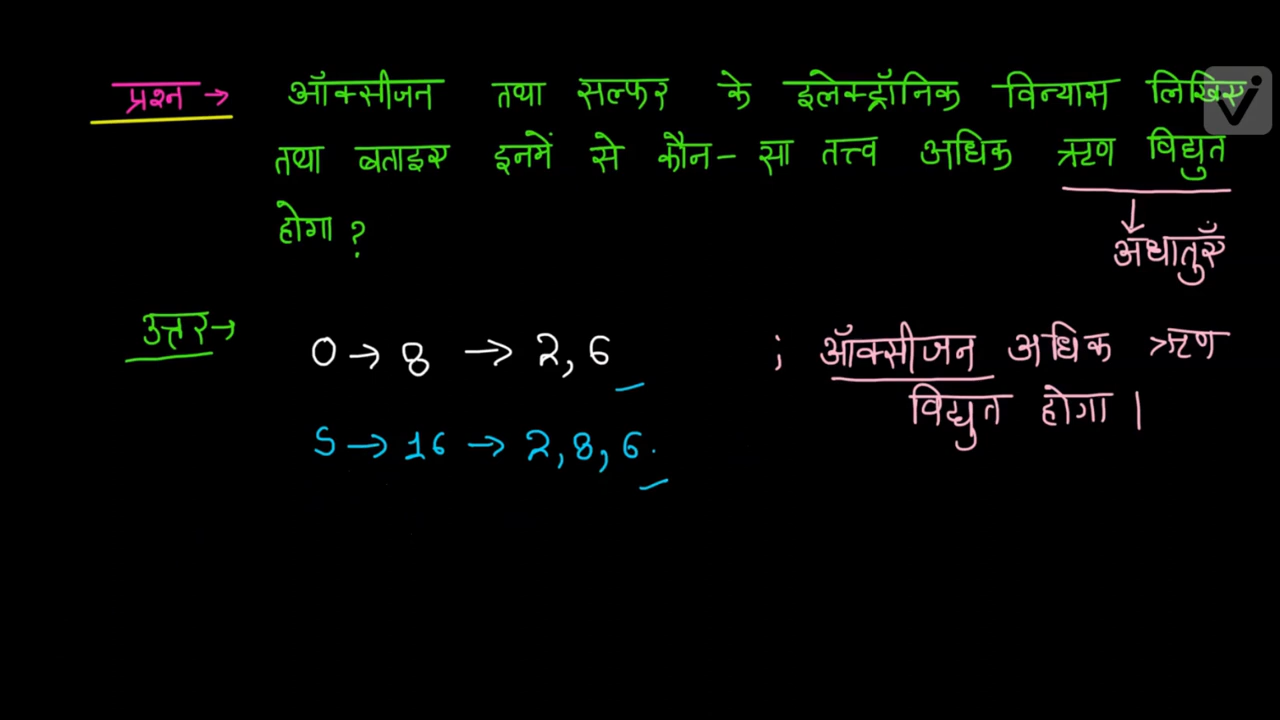 प्रश्न → ऑक्सीजन तथा सल्फर के इलेक्ट्रॉनिक विन्यास लिखिए
तथा बताइए इनमें से कौन - सा तत्त्व अधिक ऋण विद्युत
होगा ?
↓
अधातुएँ
उत्तर →
O → 8 → 2, 6 ; ऑक्सीजन अधिक ऋण
विद्युत होगा ।
S → 16 → 2, 8, 6.